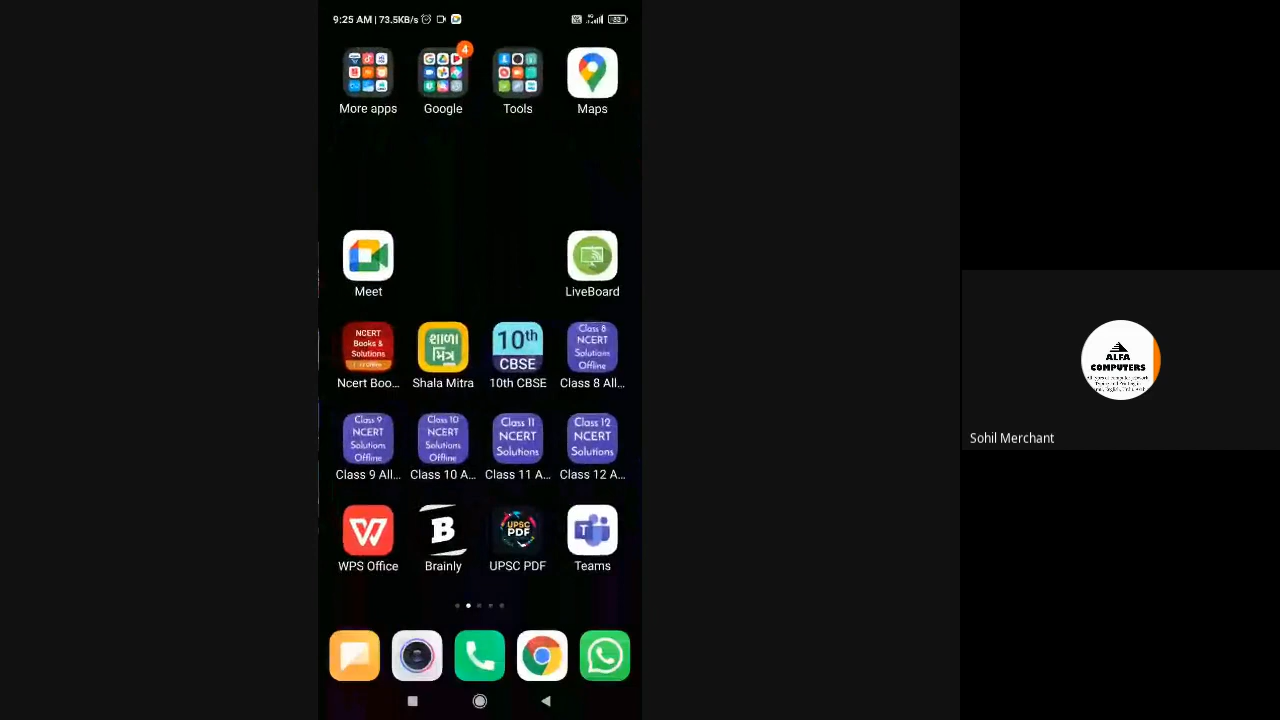 9:25 AM | 73.5KB/s
4
More apps
Google
Tools
Maps
Meet
LiveBoard
NCERT
Books &
Solutions
Ncert Boo...
શાળા
મિત્ર
Shala Mitra
10th
CBSE
10th CBSE
Class 8
NCERT
Solutions
Offline
Class 8 All...
Class 9
NCERT
Solutions
Offline
Class 9 All...
Class 10
NCERT
Solutions
Offline
Class 10 A...
Class 11
NCERT
Solutions
Class 11 A...
Class 12
NCERT
Solutions
Class 12 A...
WPS Office
B
Brainly
UPSC
PDF
UPSC PDF
T
Teams
ALFA
COMPUTERS
Sohil Merchant